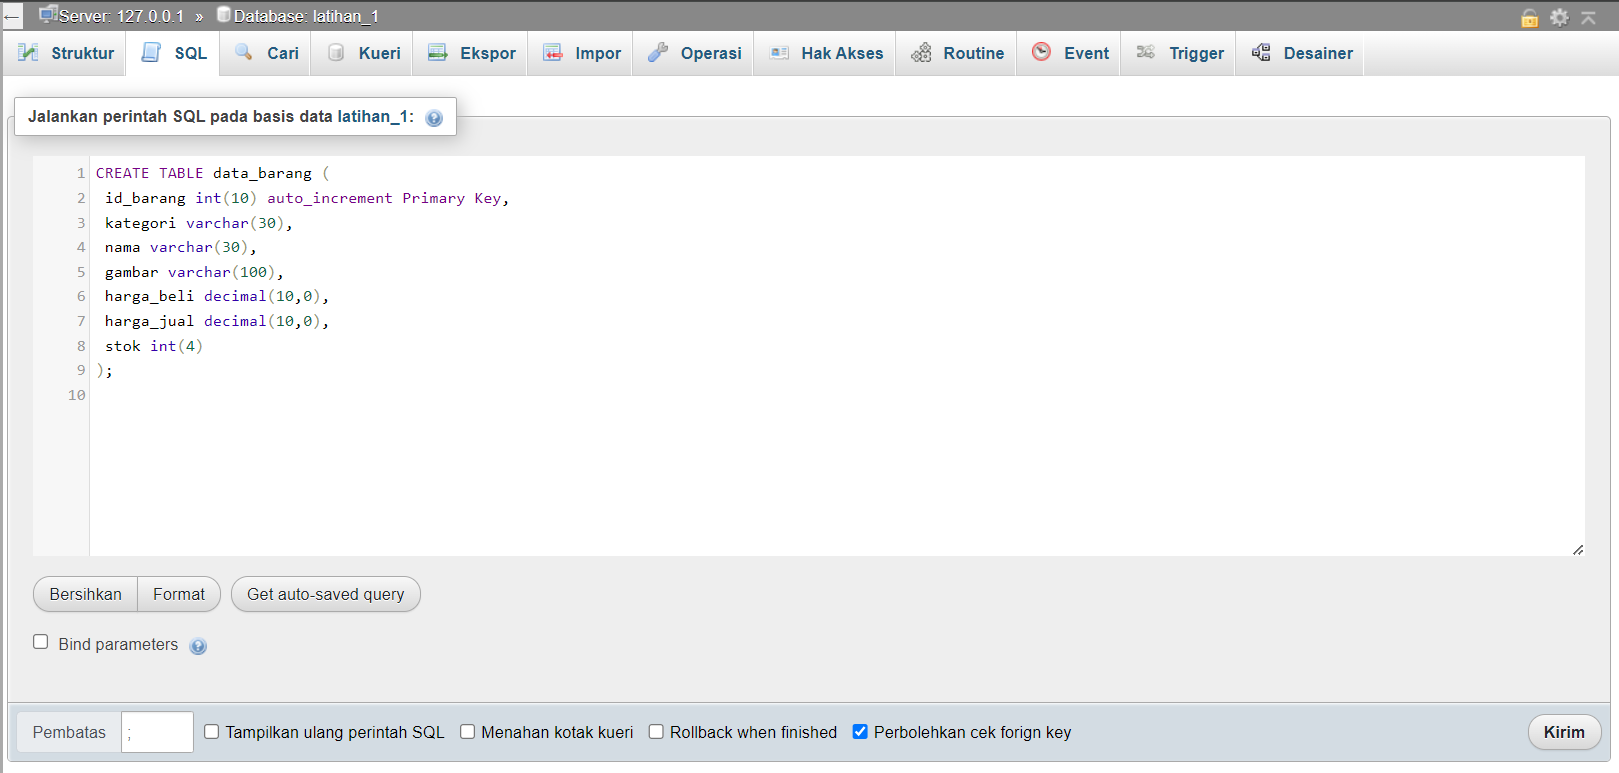 Server: 127.0.0.1 » Database: latihan_1
Struktur SQL Cari Kueri Ekspor Impor Operasi Hak Akses Routine Event Trigger Desainer
Jalankan perintah SQL pada basis data latihan_1:
1 CREATE TABLE data_barang (
2 id_barang int(10) auto_increment Primary Key,
3 kategori varchar(30),
4 nama varchar(30),
5 gambar varchar(100),
6 harga_beli decimal(10,0),
7 harga_jual decimal(10,0),
8 stok int(4)
9 );
10
Bersihkan Format Get auto-saved query
Bind parameters
Pembatas ; Tampilkan ulang perintah SQL Menahan kotak kueri Rollback when finished Perbolehkan cek forign key Kirim